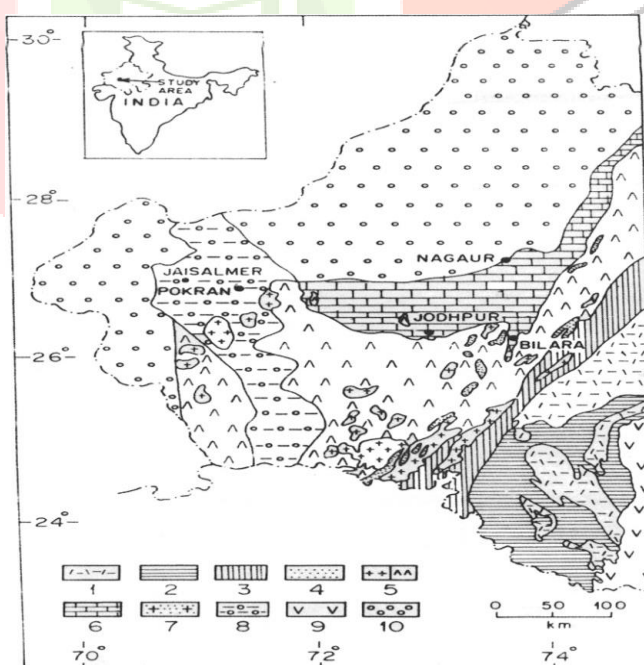 30°
STUDY
AREA
INDIA
28°
NAGAUR
JAISALMER
POKRAN
JODHPUR
26°
BILARA
24°
1 2 3 4 5
6 7 8 9 10
0 50 100
km
70° 72° 74°